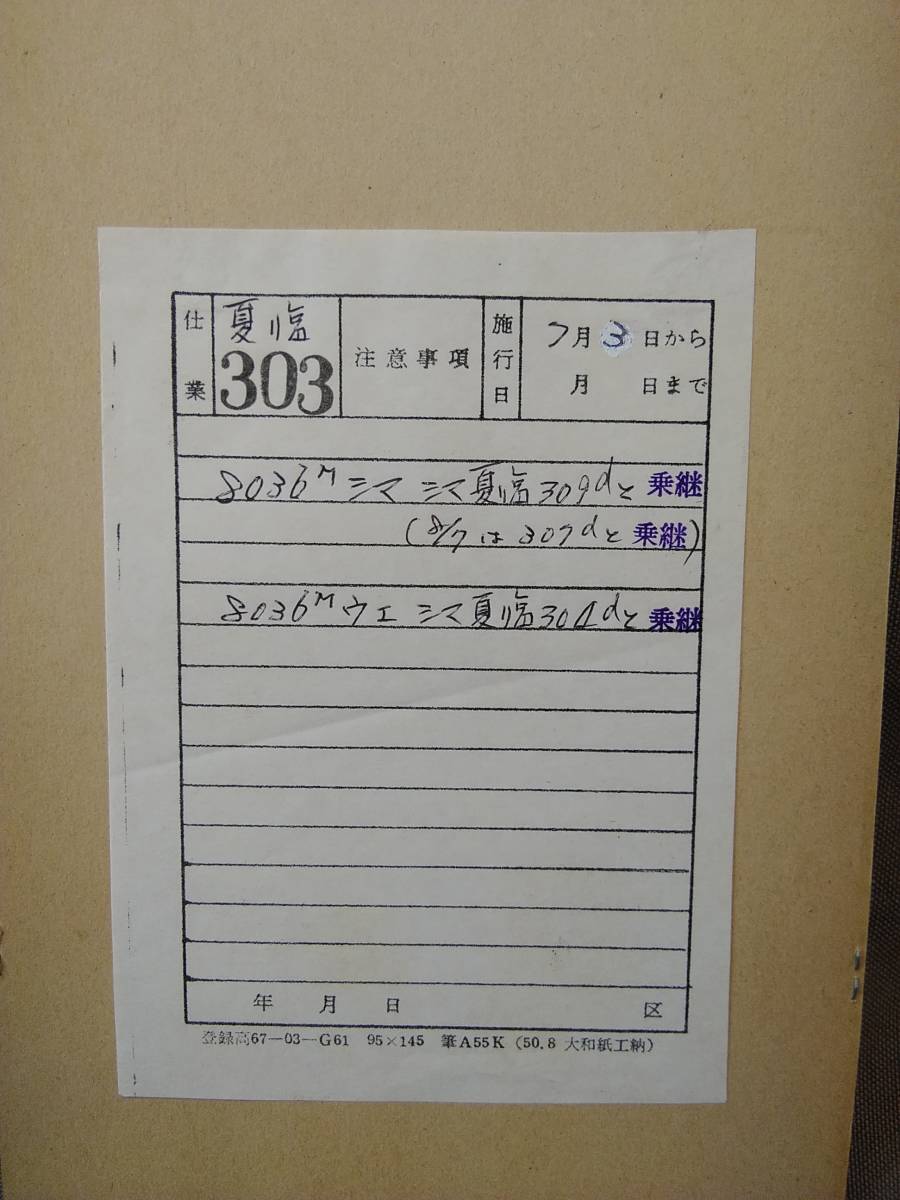 仕業 夏臨 303 注意事項 施行日 7月3日から
月 日まで
8036M シマ シマ夏臨309dと 乗継
(8/7は307dと 乗継)
8036M ウエ シマ夏臨304dと 乗継
年 月 日 区
登録高67-03-G61 95×145 筆A55K (50.8 大和紙工納)